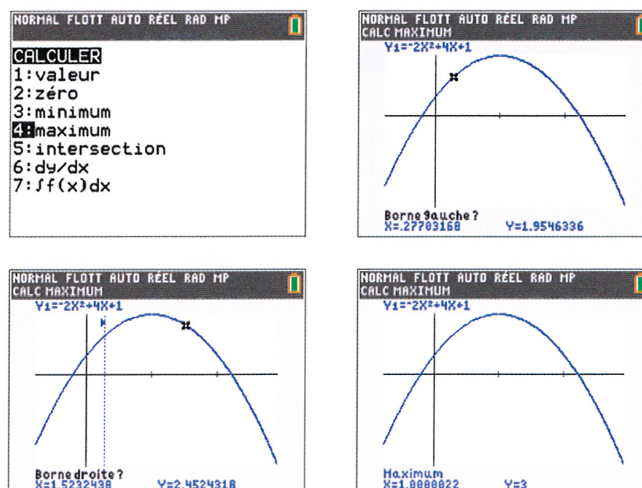 NORMAL FLOTT AUTO RÉEL RAD MP
CALCULER
1:valeur
2:zéro
3:minimum
4:maximum
5:intersection
6:dy/dx
7:∫f(x)dx
NORMAL FLOTT AUTO RÉEL RAD MP
CALC MAXIMUM
Y1=-2X²+4X+1
Borne gauche?
X=.27703168 Y=1.9546336
NORMAL FLOTT AUTO RÉEL RAD MP
CALC MAXIMUM
Y1=-2X²+4X+1
Borne droite?
X=1.5232438 Y=2.4524318
NORMAL FLOTT AUTO RÉEL RAD MP
CALC MAXIMUM
Y1=-2X²+4X+1
Maximum
X=1.0000022 Y=3